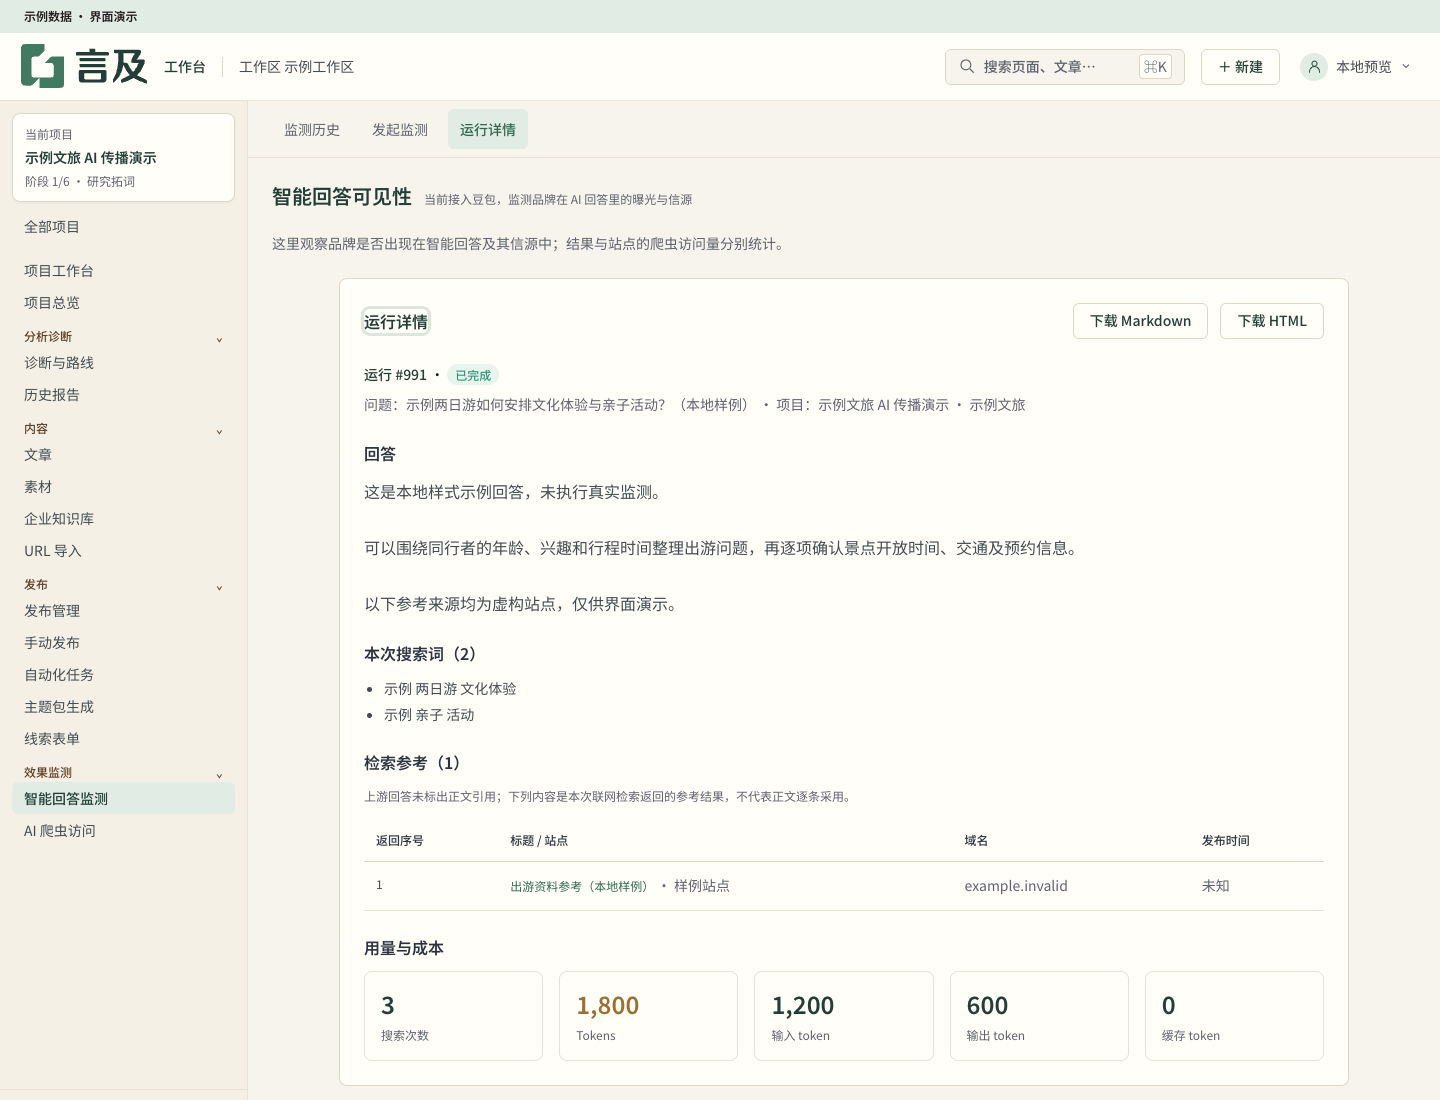 示例数据 · 界面演示
言及 工作台 工作区 示例工作区 搜索页面、文章… ⌘K + 新建 本地预览
当前项目
示例文旅 AI 传播演示
阶段 1/6 · 研究拓词
全部项目
项目工作台
项目总览
分析诊断
诊断与路线
历史报告
内容
文章
素材
企业知识库
URL 导入
发布
发布管理
手动发布
自动化任务
主题包生成
线索表单
效果监测
智能回答监测
AI 爬虫访问
监测历史 发起监测 运行详情
智能回答可见性 当前接入豆包，监测品牌在 AI 回答里的曝光与信源
这里观察品牌是否出现在智能回答及其信源中；结果与站点的爬虫访问量分别统计。
运行详情 下载 Markdown 下载 HTML
运行 #991 · 已完成
问题：示例两日游如何安排文化体验与亲子活动？（本地样例） · 项目：示例文旅 AI 传播演示 · 示例文旅
回答
这是本地样式示例回答，未执行真实监测。
可以围绕同行者的年龄、兴趣和行程时间整理出游问题，再逐项确认景点开放时间、交通及预约信息。
以下参考来源均为虚构站点，仅供界面演示。
本次搜索词（2）
• 示例 两日游 文化体验
• 示例 亲子 活动
检索参考（1）
上游回答未标出正文引用；下列内容是本次联网检索返回的参考结果，不代表正文逐条采用。
返回序号 标题 / 站点 域名 发布时间
1 出游资料参考（本地样例） · 样例站点 example.invalid 未知
用量与成本
3 1,800 1,200 600 0
搜索次数 Tokens 输入 token 输出 token 缓存 token